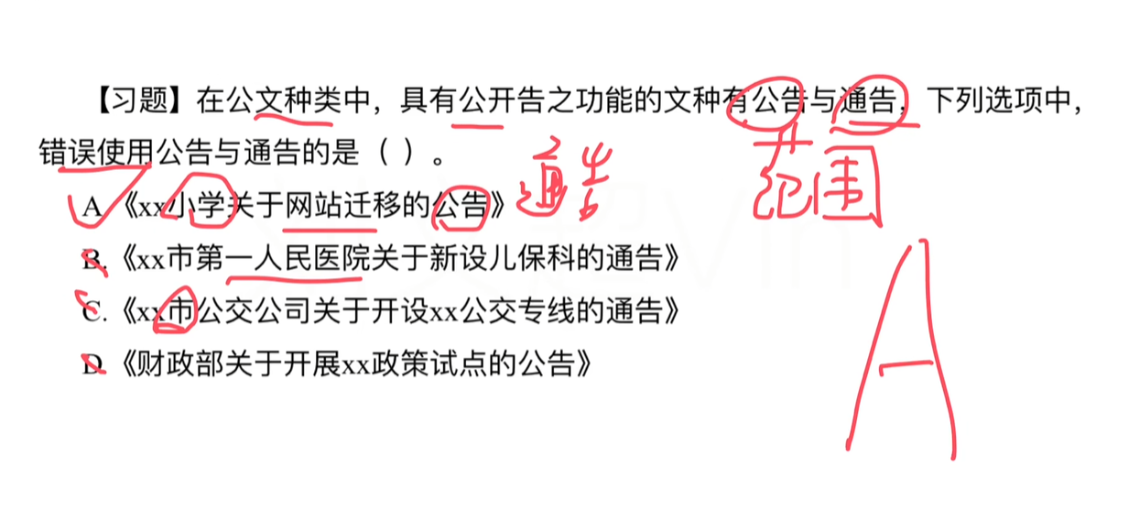 【习题】在公文种类中，具有公开告之功能的文种有公告与通告，下列选项中，
错误使用公告与通告的是（ ）。
范围
A.《xx小学关于网站迁移的公告》 通告
B.《xx市第一人民医院关于新设儿保科的通告》
C.《xx市公交公司关于开设xx公交专线的通告》
D.《财政部关于开展xx政策试点的公告》
A